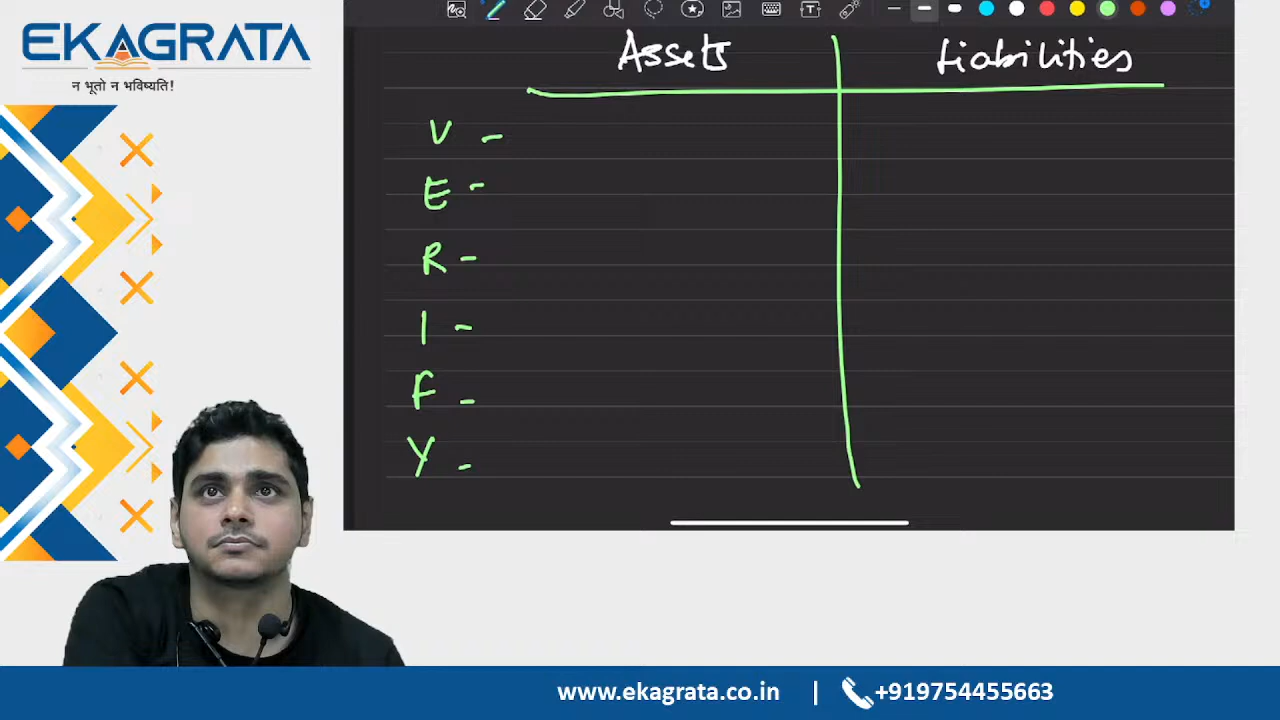 EKAGRATA
न भूतो न भविष्यति!
Assets Liabilities
V -
E -
R -
I -
F -
Y -
www.ekagrata.co.in | +919754455663